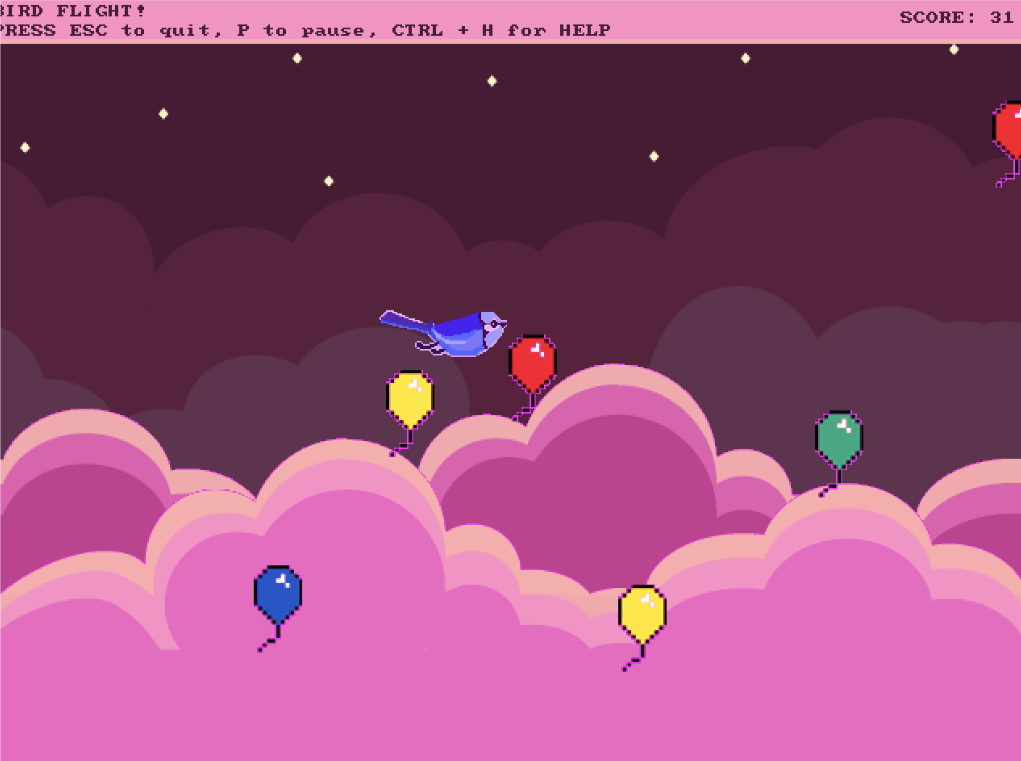 BIRD FLIGHT!
PRESS ESC to quit, P to pause, CTRL + H for HELP
SCORE: 31